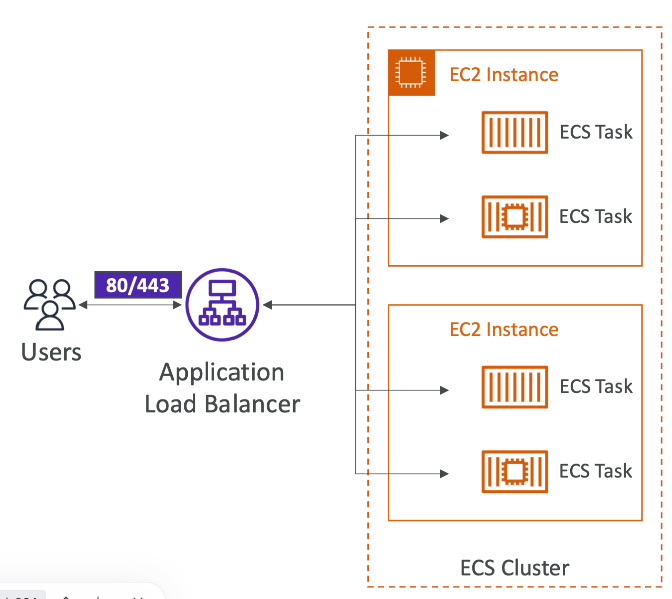 EC2 Instance
ECS Task
ECS Task
80/443
Users
Application
Load Balancer
EC2 Instance
ECS Task
ECS Task
ECS Cluster